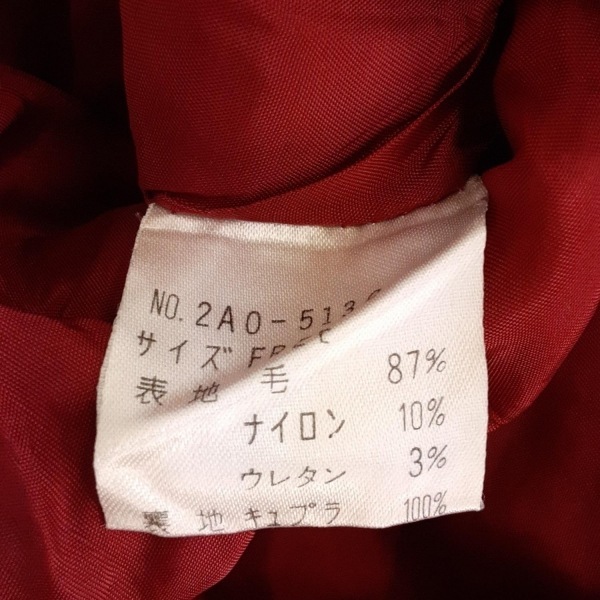 NO. 2A0-513
サイズ
表地 毛 87%
ナイロン 10%
ウレタン 3%
裏地 キュプラ 100%